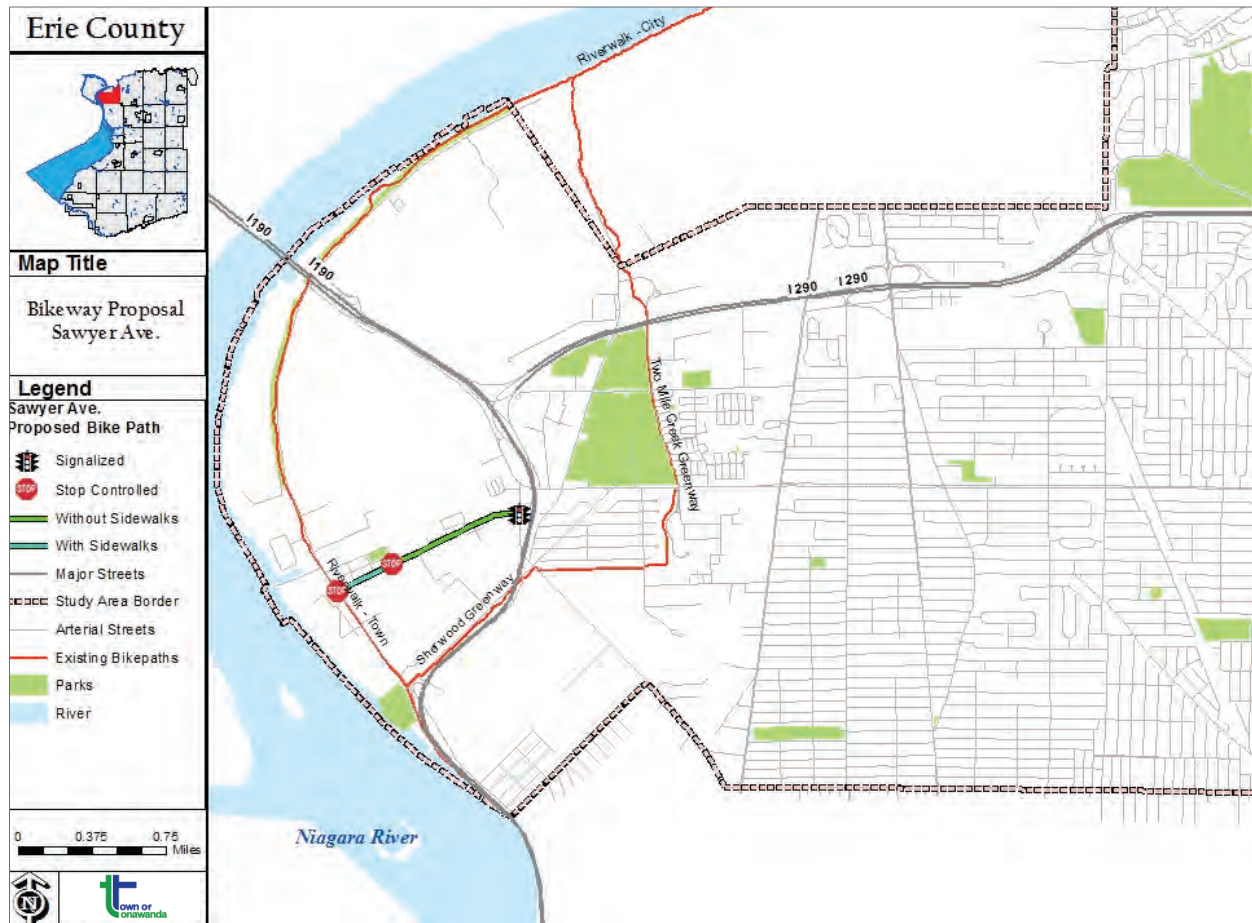 Erie County
Map Title
Bikeway Proposal
Sawyer Ave.
Legend
Sawyer Ave.
Proposed Bike Path
Signalized
STOP
Stop Controlled
Without Sidewalks
With Sidewalks
Major Streets
Study Area Border
Arterial Streets
Existing Bikepaths
Parks
River
0 0.375 0.75
Miles
N
town of
tonawanda
Riverwalk - City
I190
I190
I 290 I 290
Two Mile Creek Greenway
STOP
STOP
Riverwalk - Town
Sherwood Greenway
Niagara River